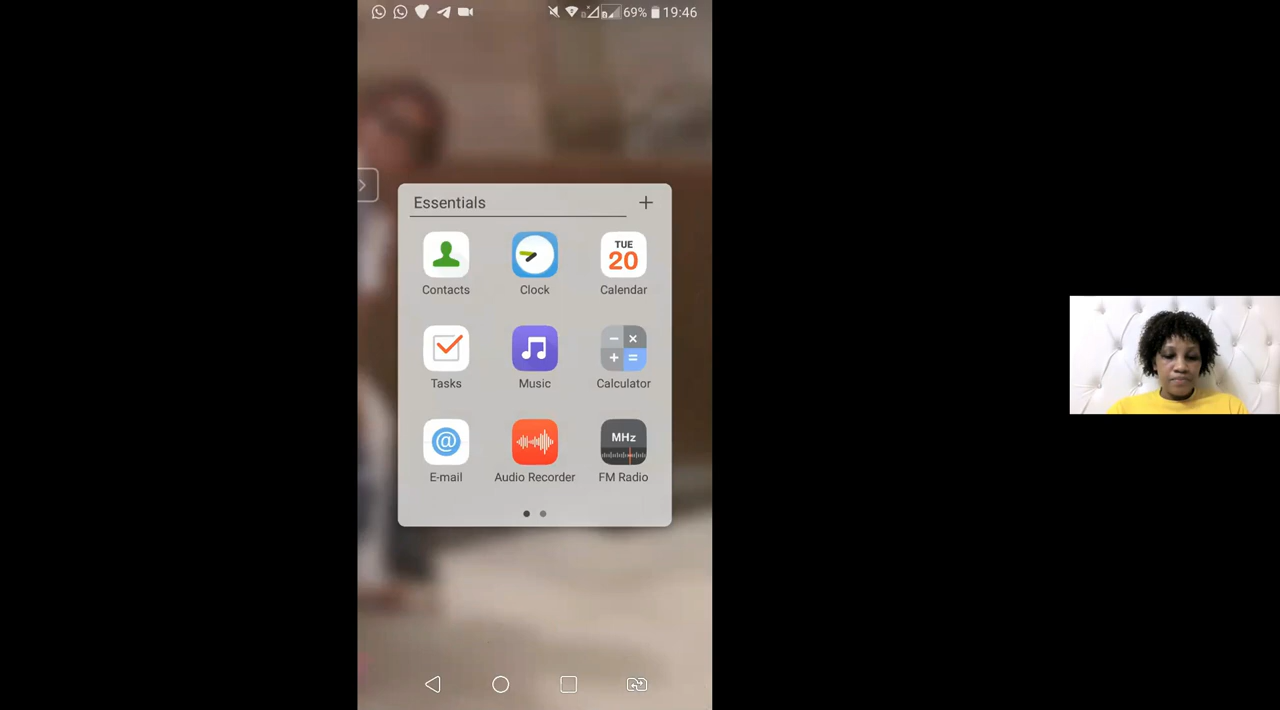 69% 19:46
Essentials
TUE
20
Contacts Clock Calendar
Tasks Music Calculator
MHz
E-mail Audio Recorder FM Radio